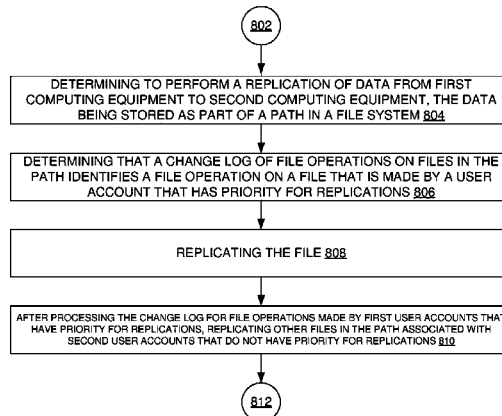 802
DETERMINING TO PERFORM A REPLICATION OF DATA FROM FIRST
COMPUTING EQUIPMENT TO SECOND COMPUTING EQUIPMENT, THE DATA
BEING STORED AS PART OF A PATH IN A FILE SYSTEM 804
DETERMINING THAT A CHANGE LOG OF FILE OPERATIONS ON FILES IN THE
PATH IDENTIFIES A FILE OPERATION ON A FILE THAT IS MADE BY A USER
ACCOUNT THAT HAS PRIORITY FOR REPLICATIONS 806
REPLICATING THE FILE 808
AFTER PROCESSING THE CHANGE LOG FOR FILE OPERATIONS MADE BY FIRST USER ACCOUNTS THAT
HAVE PRIORITY FOR REPLICATIONS, REPLICATING OTHER FILES IN THE PATH ASSOCIATED WITH
SECOND USER ACCOUNTS THAT DO NOT HAVE PRIORITY FOR REPLICATIONS 810
812